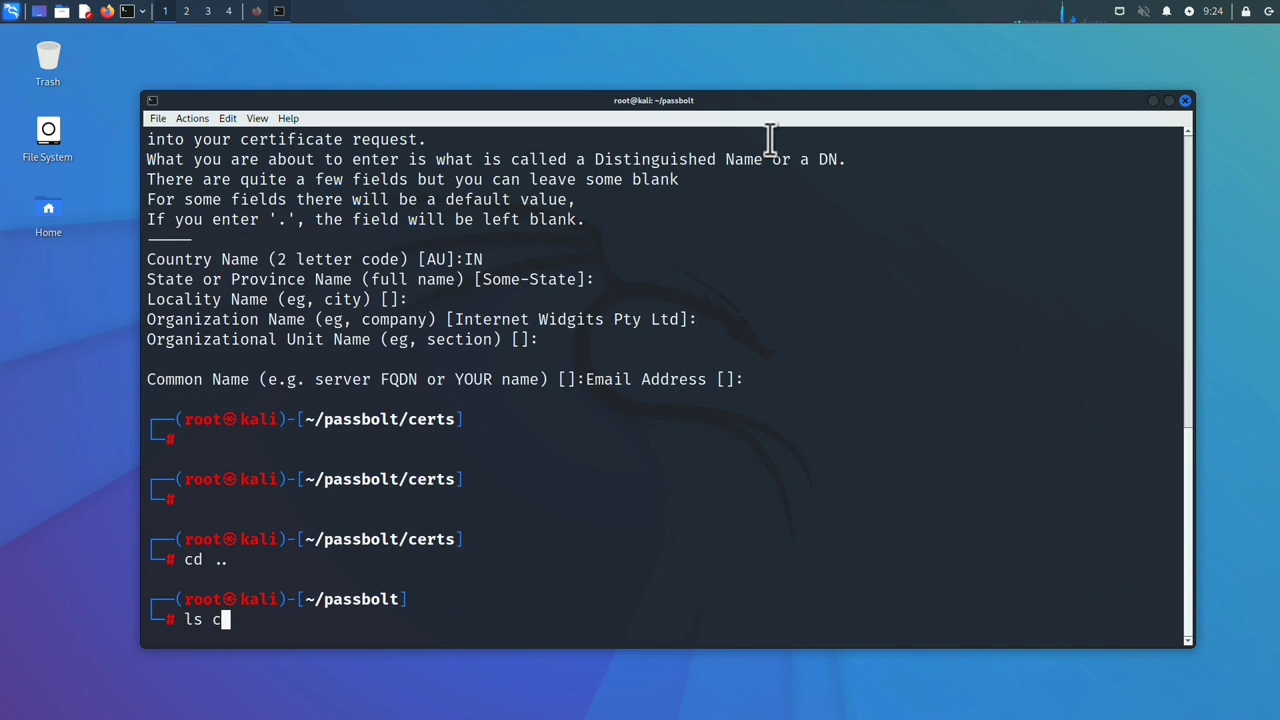 1 2 3 4 9:24
Trash
File System
Home
root@kali: ~/passbolt
File Actions Edit View Help
into your certificate request.
What you are about to enter is what is called a Distinguished Name or a DN.
There are quite a few fields but you can leave some blank
For some fields there will be a default value,
If you enter '.', the field will be left blank.
-----
Country Name (2 letter code) [AU]:IN
State or Province Name (full name) [Some-State]:
Locality Name (eg, city) []:
Organization Name (eg, company) [Internet Widgits Pty Ltd]:
Organizational Unit Name (eg, section) []:
Common Name (e.g. server FQDN or YOUR name) []:Email Address []:
┌──(root㉿kali)-[~/passbolt/certs]
└─#
┌──(root㉿kali)-[~/passbolt/certs]
└─#
┌──(root㉿kali)-[~/passbolt/certs]
└─# cd ..
┌──(root㉿kali)-[~/passbolt]
└─# ls c